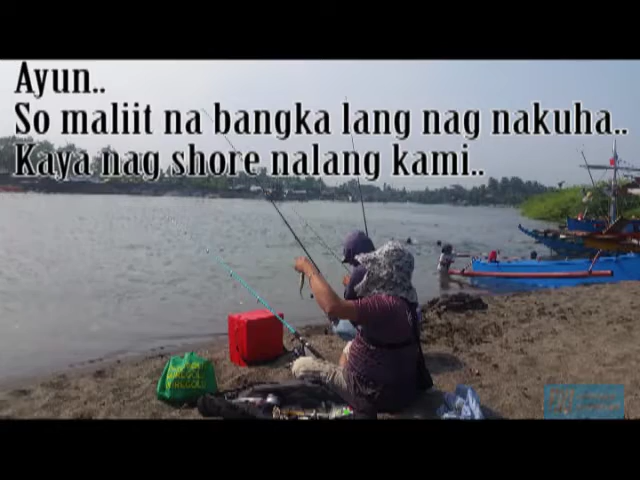 Ayun..
So maliit na bangka lang nag nakuha..
Kaya nag shore nalang kami..